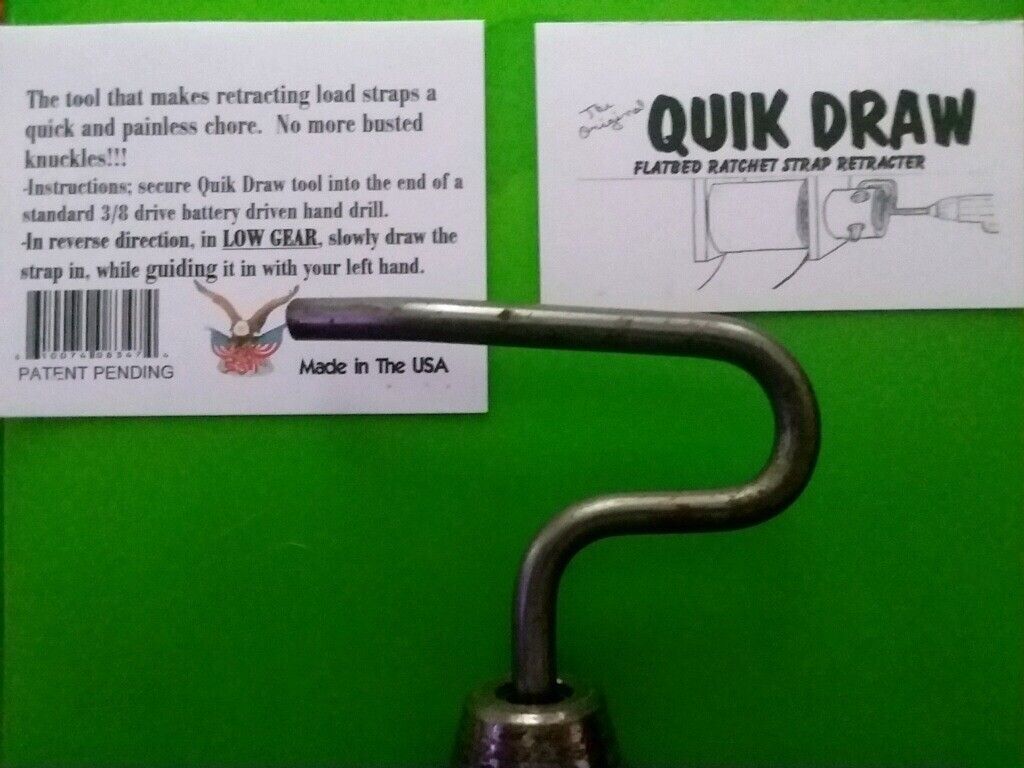 The tool that makes retracting load straps a
quick and painless chore. No more busted
knuckles!!!
-Instructions; secure Quik Draw tool into the end of a
standard 3/8 drive battery driven hand drill.
-In reverse direction, in LOW GEAR, slowly draw the
strap in, while guiding it in with your left hand.
PATENT PENDING
Made in The USA
The
original
QUIK DRAW
FLATBED RATCHET STRAP RETRACTER